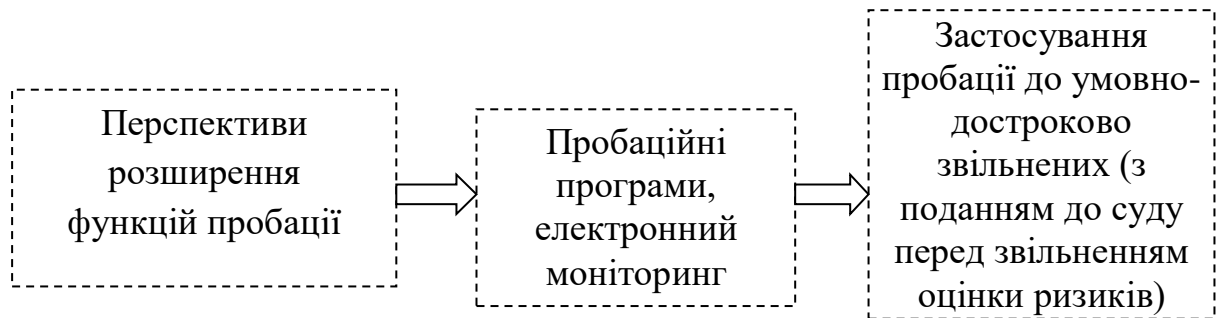 Перспективи
розширення
функцій пробації
Пробаційні
програми,
електронний
моніторинг
Застосування
пробації до умовно-
достроково
звільнених (з
поданням до суду
перед звільненням
оцінки ризиків)